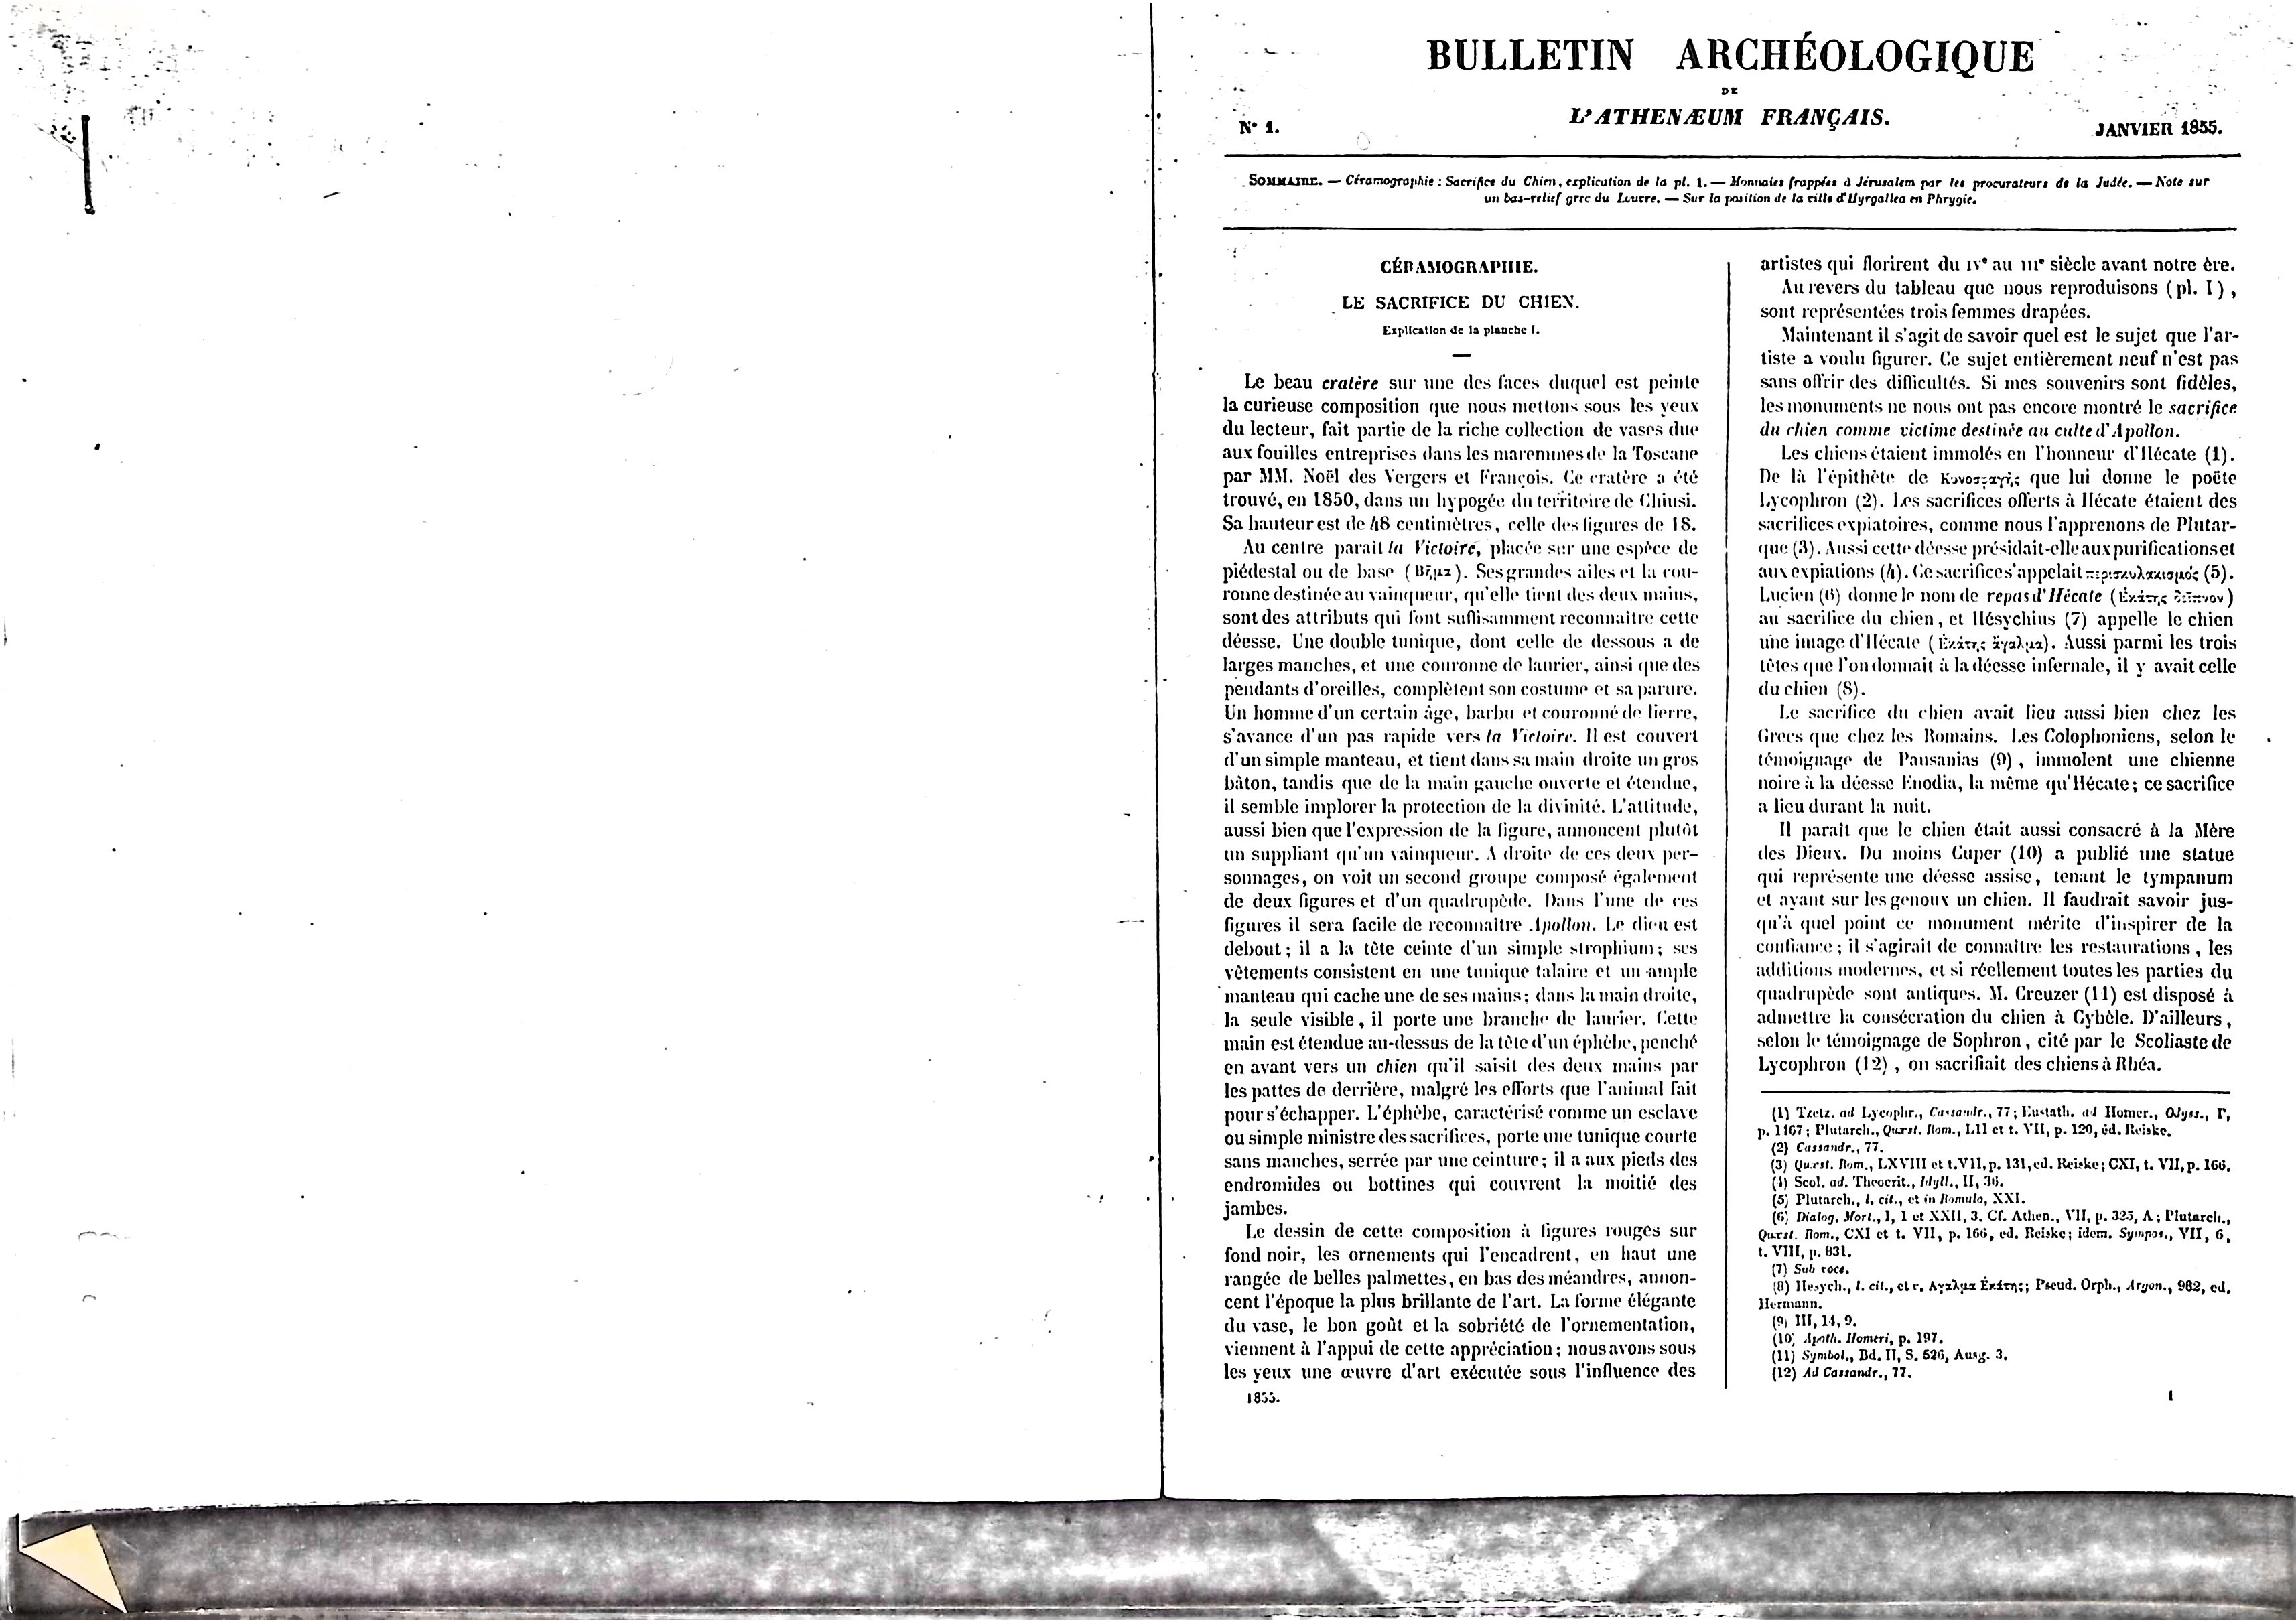 BULLETIN ARCHÉOLOGIQUE
DE
L'ATHENÆUM FRANÇAIS.
N° 1.
JANVIER 1855.
SOMMAIRE. — Céramographie : Sacrifice du Chien, explication de la pl. 1. — Monnaies frappées à Jérusalem par les procurateurs de la Judée. — Note sur
un bas-relief grec du Louvre. — Sur la position de la ville d'Hyrgallea en Phrygie.
CÉRAMOGRAPHIE.
LE SACRIFICE DU CHIEN.
Explication de la planche I.
Le beau cratère sur une des faces duquel est peinte
la curieuse composition que nous mettons sous les yeux
du lecteur, fait partie de la riche collection de vases due
aux fouilles entreprises dans les maremmes de la Toscane
par MM. Noël des Vergers et François. Ce cratère a été
trouvé, en 1850, dans un hypogée du territoire de Chiusi.
Sa hauteur est de 48 centimètres, celle des figures de 18.
Au centre paraît la Victoire, placée sur une espèce de
piédestal ou de base (Βῆμα). Ses grandes ailes et la cou-
ronne destinée au vainqueur, qu'elle tient des deux mains,
sont des attributs qui font suffisamment reconnaître cette
déesse. Une double tunique, dont celle de dessous a de
larges manches, et une couronne de laurier, ainsi que des
pendants d'oreilles, complètent son costume et sa parure.
Un homme d'un certain âge, barbu et couronné de lierre,
s'avance d'un pas rapide vers la Victoire. Il est couvert
d'un simple manteau, et tient dans sa main droite un gros
bâton, tandis que de la main gauche ouverte et étendue,
il semble implorer la protection de la divinité. L'attitude,
aussi bien que l'expression de la figure, annoncent plutôt
un suppliant qu'un vainqueur. A droite de ces deux per-
sonnages, on voit un second groupe composé également
de deux figures et d'un quadrupède. Dans l'une de ces
figures il sera facile de reconnaître Apollon. Le dieu est
debout; il a la tête ceinte d'un simple strophium; ses
vêtements consistent en une tunique talaire et un ample
manteau qui cache une de ses mains; dans la main droite,
la seule visible, il porte une branche de laurier. Cette
main est étendue au-dessus de la tête d'un éphèbe, penché
en avant vers un chien qu'il saisit des deux mains par
les pattes de derrière, malgré les efforts que l'animal fait
pour s'échapper. L'éphèbe, caractérisé comme un esclave
ou simple ministre des sacrifices, porte une tunique courte
sans manches, serrée par une ceinture; il a aux pieds des
endromides ou bottines qui couvrent la moitié des
jambes.
Le dessin de cette composition à figures rouges sur
fond noir, les ornements qui l'encadrent, en haut une
rangée de belles palmettes, en bas des méandres, annon-
cent l'époque la plus brillante de l'art. La forme élégante
du vase, le bon goût et la sobriété de l'ornementation,
viennent à l'appui de cette appréciation; nous avons sous
les yeux une œuvre d'art exécutée sous l'influence des
1855.
artistes qui florirent du IVe au IIIe siècle avant notre ère.
Au revers du tableau que nous reproduisons (pl. I),
sont représentées trois femmes drapées.
Maintenant il s'agit de savoir quel est le sujet que l'ar-
tiste a voulu figurer. Ce sujet entièrement neuf n'est pas
sans offrir des difficultés. Si mes souvenirs sont fidèles,
les monuments ne nous ont pas encore montré le sacrifice
du chien comme victime destinée au culte d'Apollon.
Les chiens étaient immolés en l'honneur d'Hécate (1).
De là l'épithète de Κυνοσφαγής que lui donne le poëte
Lycophron (2). Les sacrifices offerts à Hécate étaient des
sacrifices expiatoires, comme nous l'apprenons de Plutar-
que (3). Aussi cette déesse présidait-elle aux purifications et
aux expiations (4). Ce sacrifice s'appelait περισκυλακισμός (5).
Lucien (6) donne le nom de repas d'Hécate (Ἑκάτης δεῖπνον)
au sacrifice du chien, et Hésychius (7) appelle le chien
une image d'Hécate (Ἑκάτης ἄγαλμα). Aussi parmi les trois
têtes que l'on donnait à la déesse infernale, il y avait celle
du chien (8).
Le sacrifice du chien avait lieu aussi bien chez les
Grecs que chez les Romains. Les Colophoniens, selon le
témoignage de Pausanias (9), immolent une chienne
noire à la déesse Enodia, la même qu'Hécate; ce sacrifice
a lieu durant la nuit.
Il paraît que le chien était aussi consacré à la Mère
des Dieux. Du moins Cuper (10) a publié une statue
qui représente une déesse assise, tenant le tympanum
et ayant sur les genoux un chien. Il faudrait savoir jus-
qu'à quel point ce monument mérite d'inspirer de la
confiance; il s'agirait de connaître les restaurations, les
additions modernes, et si réellement toutes les parties du
quadrupède sont antiques. M. Creuzer (11) est disposé à
admettre la consécration du chien à Cybèle. D'ailleurs,
selon le témoignage de Sophron, cité par le Scoliaste de
Lycophron (12), on sacrifiait des chiens à Rhéa.
(1) Tzetz. ad Lycophr., Cassandr., 77; Eustath. ad Homer., Odyss., Γ,
p. 1467; Plutarch., Quæst. Rom., LII et t. VII, p. 120, éd. Reiske.
(2) Cassandr., 77.
(3) Quæst. Rom., LXVIII et t. VII, p. 131, ed. Reiske; CXI, t. VII, p. 166.
(4) Scol. ad. Theocrit., Idyll., II, 36.
(5) Plutarch., l. cit., et in Romulo, XXI.
(6) Dialog. Mort., I, 1 et XXII, 3. Cf. Athen., VII, p. 325, A; Plutarch.,
Quæst. Rom., CXI et t. VII, p. 166, ed. Reiske; idem. Sympos., VII, 6,
t. VIII, p. 831.
(7) Sub voce.
(8) Hesych., l. cit., et v. Αγαλμα Ἑκάτης; Pseud. Orph., Argon., 982, ed.
Hermann.
(9) III, 14, 9.
(10) Apoth. Homeri, p. 197.
(11) Symbol., Bd. II, S. 526, Ausg. 3.
(12) Ad Cassandr., 77.
1